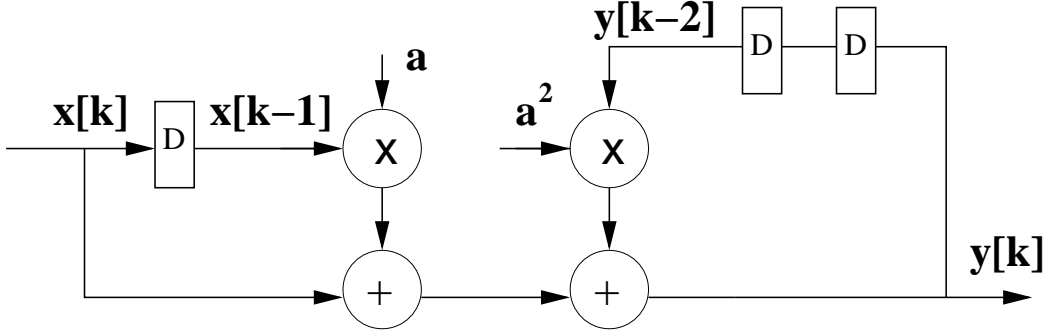 y[k−2] D D
a
x[k] D x[k−1] x a² x
+ + y[k]